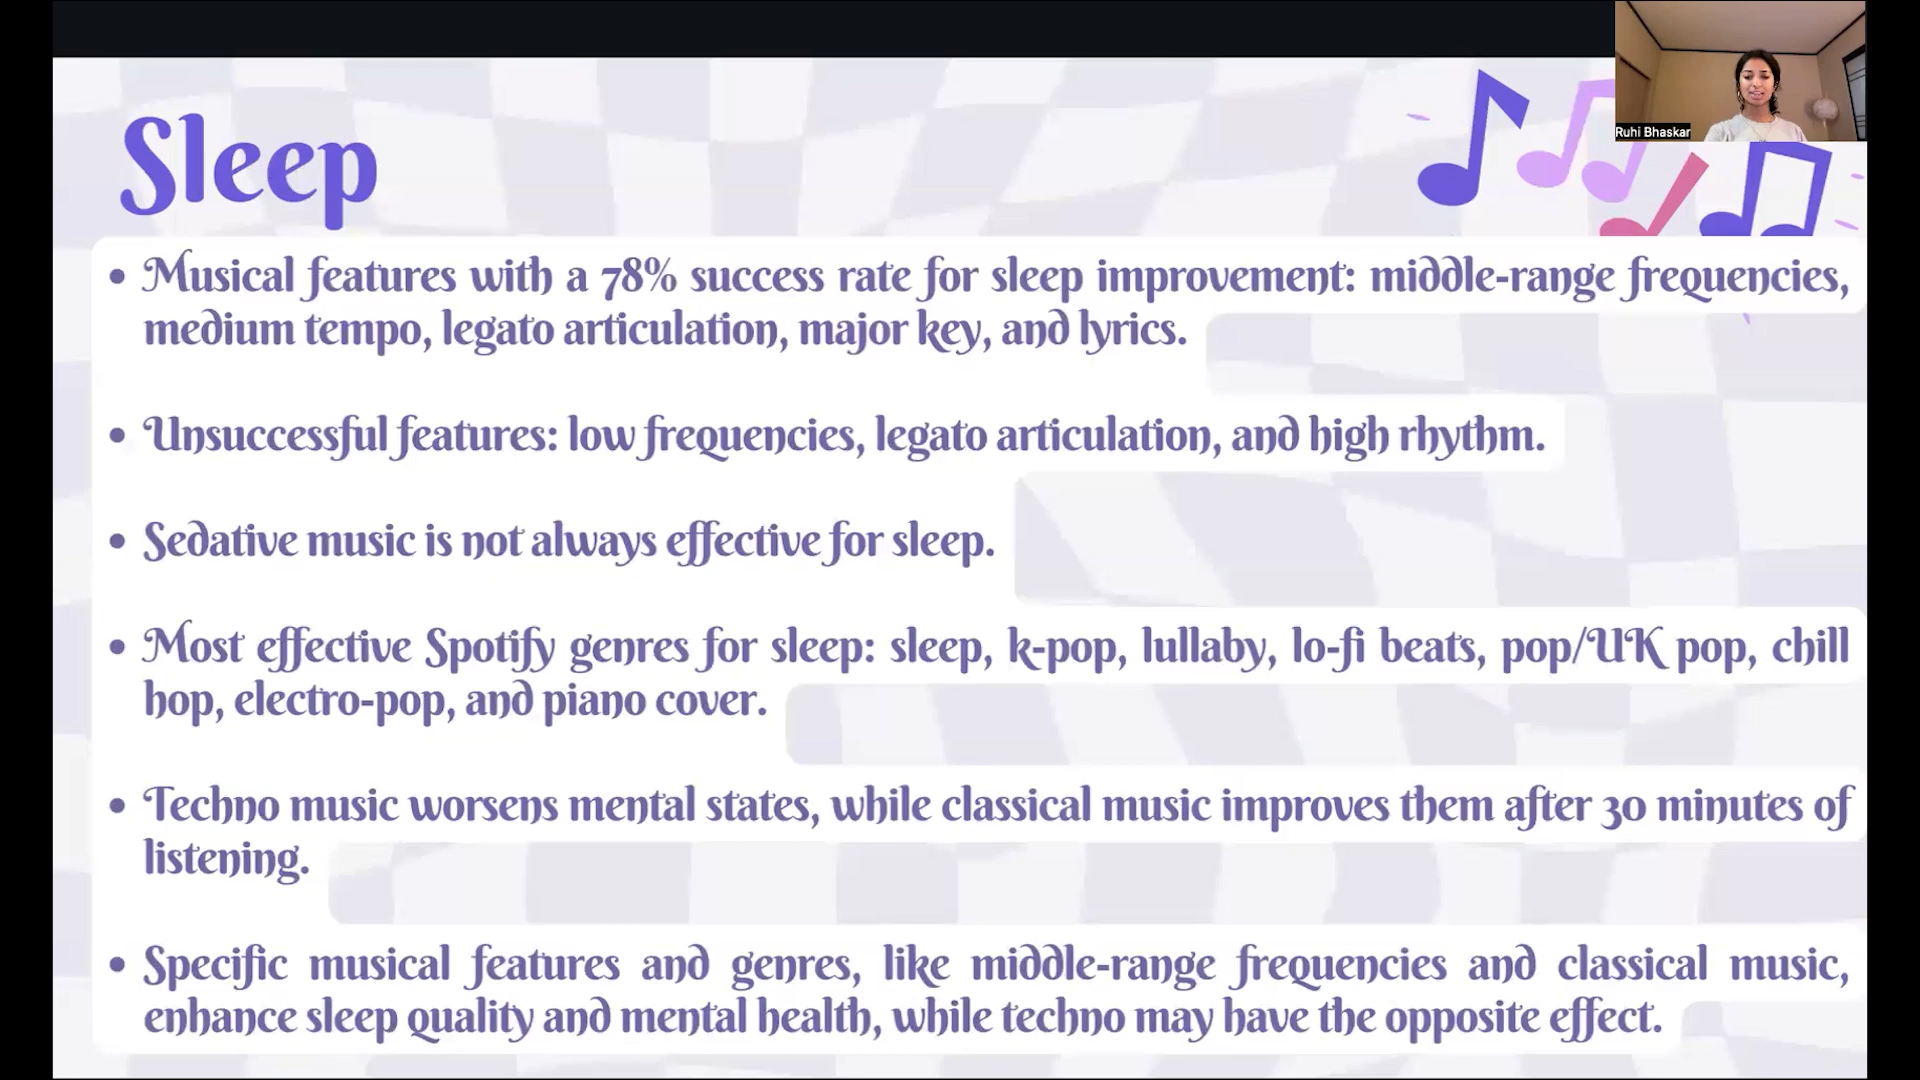 Ruhi Bhaskar
Sleep
• Musical features with a 78% success rate for sleep improvement: middle-range frequencies,
medium tempo, legato articulation, major key, and lyrics.
• Unsuccessful features: low frequencies, legato articulation, and high rhythm.
• Sedative music is not always effective for sleep.
• Most effective Spotify genres for sleep: sleep, k-pop, lullaby, lo-fi beats, pop/UK pop, chill
hop, electro-pop, and piano cover.
• Techno music worsens mental states, while classical music improves them after 30 minutes of
listening.
• Specific musical features and genres, like middle-range frequencies and classical music,
enhance sleep quality and mental health, while techno may have the opposite effect.